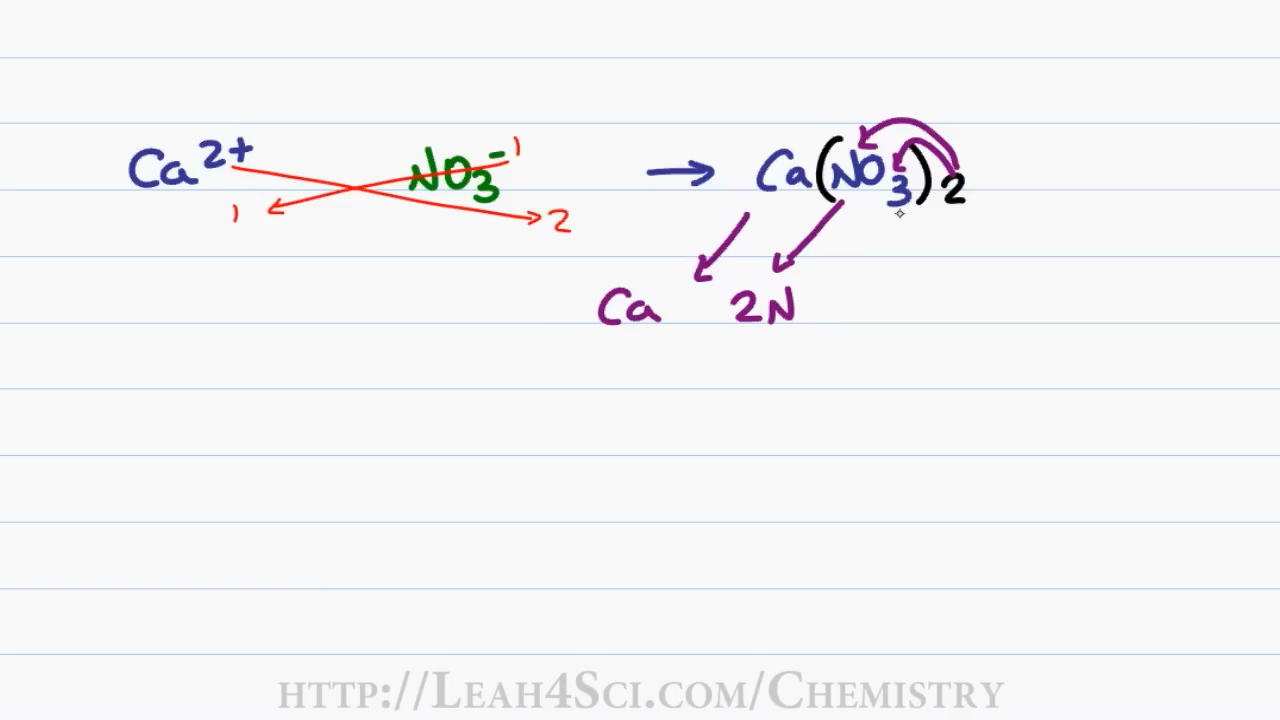 Ca²⁺ NO₃⁻¹ → Ca(NO₃)₂
1 2
Ca 2N
HTTP://LEAH4SCI.COM/CHEMISTRY